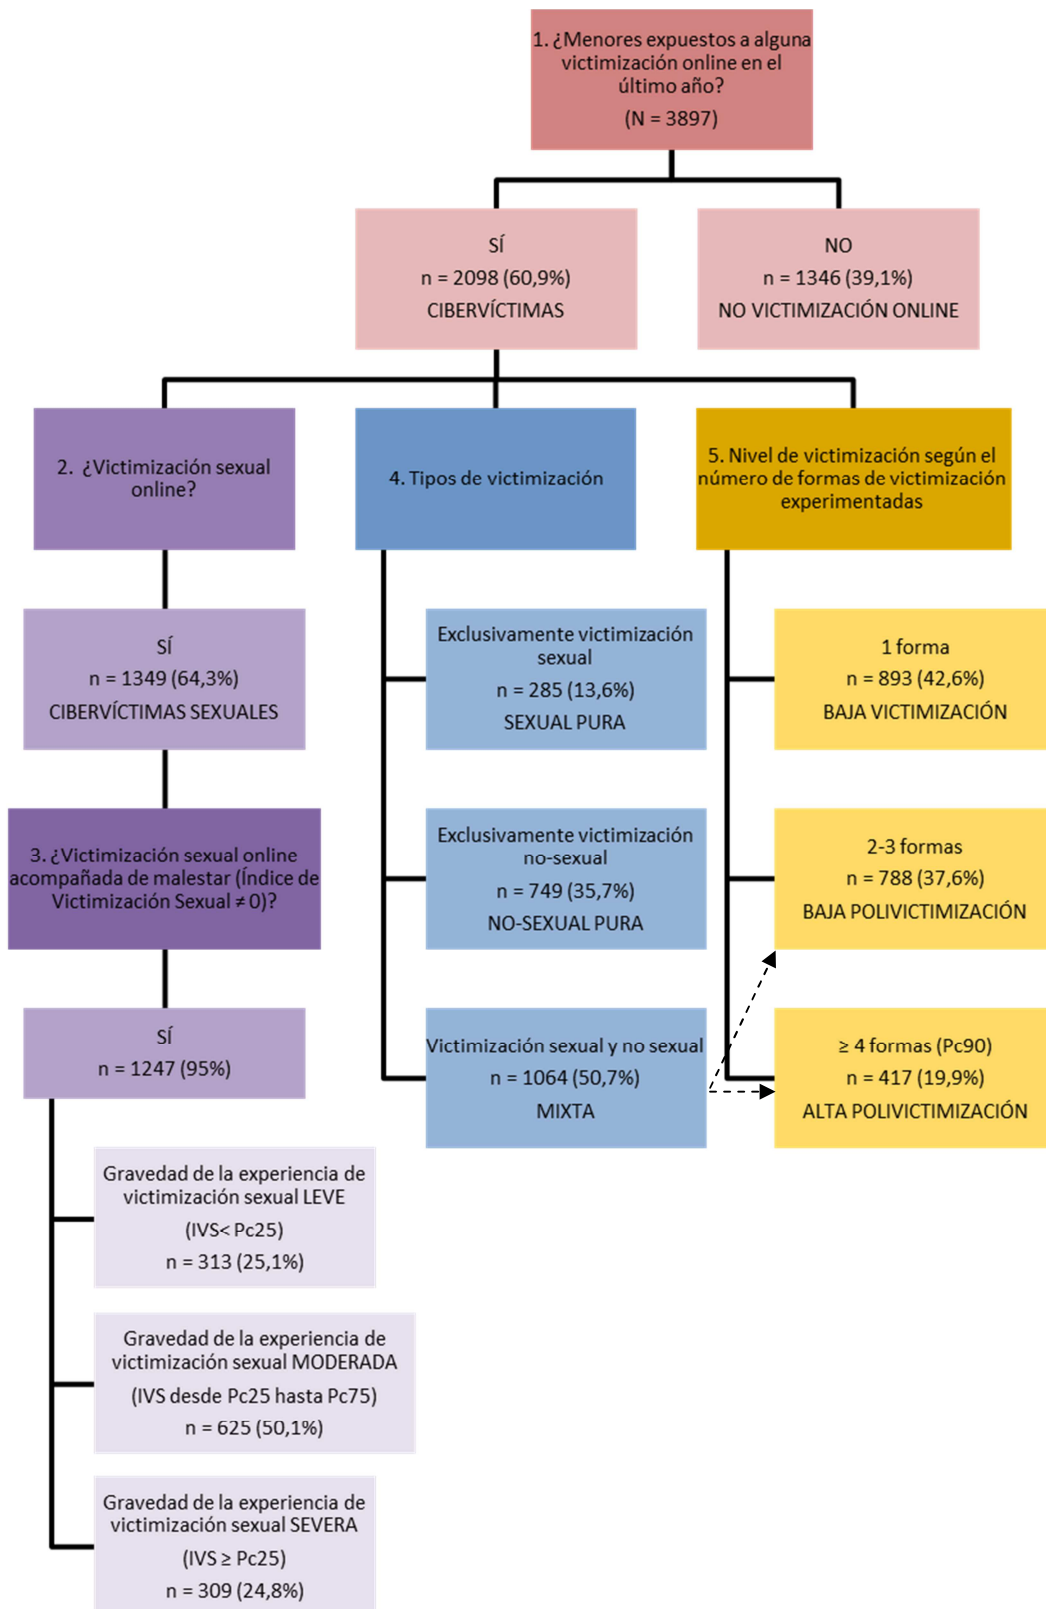 1. ¿Menores expuestos a alguna
victimización online en el
último año?
(N = 3897)
SÍ
n = 2098 (60,9%)
CIBERVÍCTIMAS
NO
n = 1346 (39,1%)
NO VICTIMIZACIÓN ONLINE
2. ¿Victimización sexual
online?
SÍ
n = 1349 (64,3%)
CIBERVÍCTIMAS SEXUALES
3. ¿Victimización sexual online
acompañada de malestar (Índice de
Victimización Sexual ≠ 0)?
SÍ
n = 1247 (95%)
Gravedad de la experiencia de
victimización sexual LEVE
(IVS< Pc25)
n = 313 (25,1%)
Gravedad de la experiencia de
victimización sexual MODERADA
(IVS desde Pc25 hasta Pc75)
n = 625 (50,1%)
Gravedad de la experiencia de
victimización sexual SEVERA
(IVS ≥ Pc25)
n = 309 (24,8%)
4. Tipos de victimización
Exclusivamente victimización
sexual
n = 285 (13,6%)
SEXUAL PURA
Exclusivamente victimización
no-sexual
n = 749 (35,7%)
NO-SEXUAL PURA
Victimización sexual y no sexual
n = 1064 (50,7%)
MIXTA
5. Nivel de victimización según el
número de formas de victimización
experimentadas
1 forma
n = 893 (42,6%)
BAJA VICTIMIZACIÓN
2-3 formas
n = 788 (37,6%)
BAJA POLIVICTIMIZACIÓN
≥ 4 formas (Pc90)
n = 417 (19,9%)
ALTA POLIVICTIMIZACIÓN